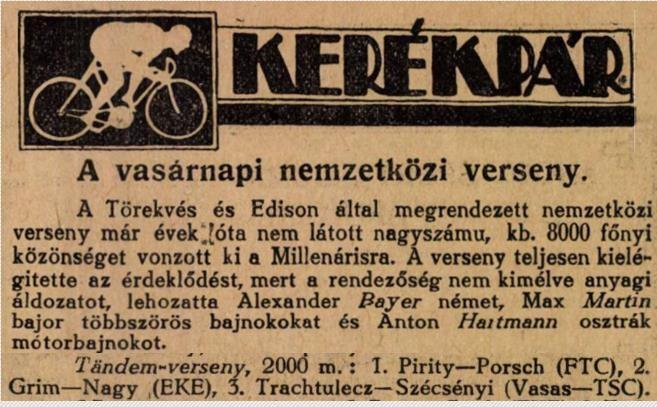 KERÉKPÁR
A vasárnapi nemzetközi verseny.
A Törekvés és Edison által megrendezett nemzetközi
verseny már évek óta nem látott nagyszámu, kb. 8000 főnyi
közönséget vonzott ki a Millenárisra. A verseny teljesen kielé-
gitette az érdeklődést, mert a rendezőség nem kimélve anyagi
áldozatot, lehozatta Alexander Bayer német, Max Martin
bajor többszörös bajnokokat és Anton Haitmann osztrák
mótorbajnokot.
Tändem-verseny, 2000 m.: 1. Pirity—Porsch (FTC), 2.
Grim—Nagy (EKE), 3. Trachtulecz—Szécsényi (Vasas—TSC).